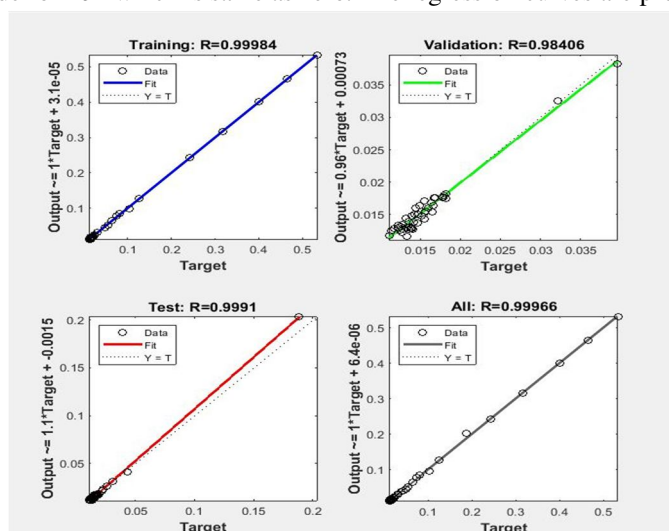 Training: R=0.99984
Data
Fit
Y = T
Output ~= 1*Target + 3.1e-05
0.5
0.4
0.3
0.2
0.1
0.1 0.2 0.3 0.4 0.5
Target
Validation: R=0.98406
Data
Fit
Y = T
Output ~= 0.96*Target + 0.00073
0.035
0.03
0.025
0.02
0.015
0.015 0.02 0.025 0.03 0.035
Target
Test: R=0.9991
Data
Fit
Y = T
Output ~= 1.1*Target + -0.0015
0.2
0.15
0.1
0.05
0.05 0.1 0.15 0.2
Target
All: R=0.99966
Data
Fit
Y = T
Output ~= 1*Target + 6.4e-06
0.5
0.4
0.3
0.2
0.1
0.1 0.2 0.3 0.4 0.5
Target